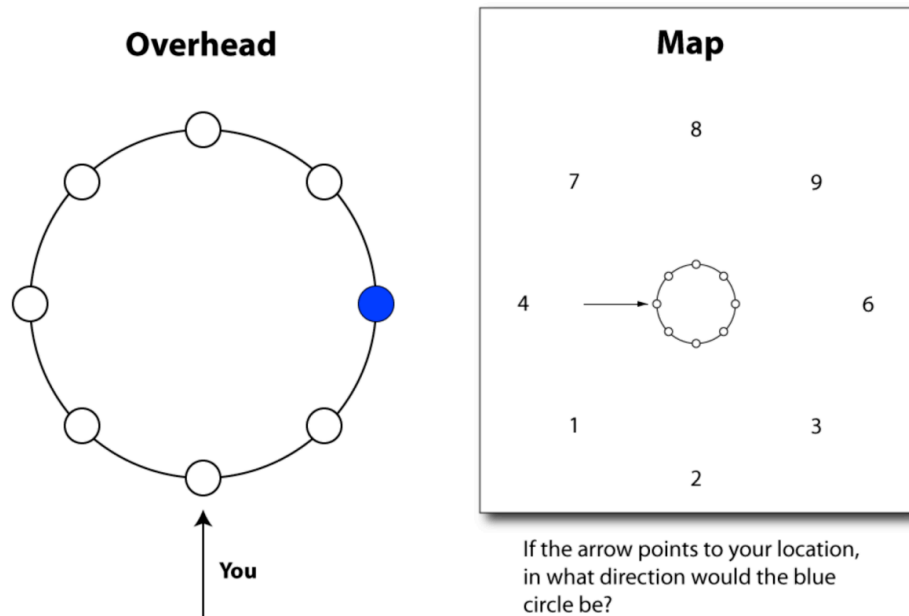 Overhead
You
Map
8
7
9
4
6
1
3
2
If the arrow points to your location,
in what direction would the blue
circle be?